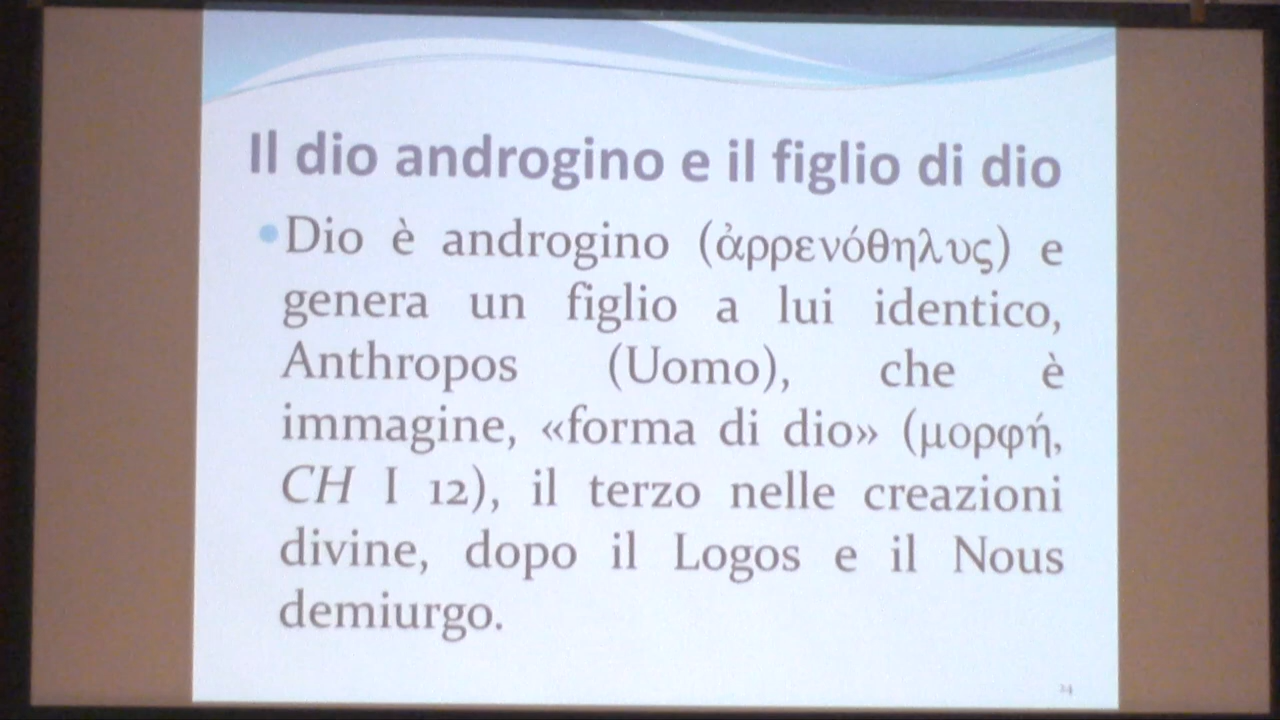 Il dio androgino e il figlio di dio
•Dio è androgino (ἀρρενόθηλυς) e
genera un figlio a lui identico,
Anthropos (Uomo), che è
immagine, «forma di dio» (μορφή,
CH I 12), il terzo nelle creazioni
divine, dopo il Logos e il Nous
demiurgo.
24